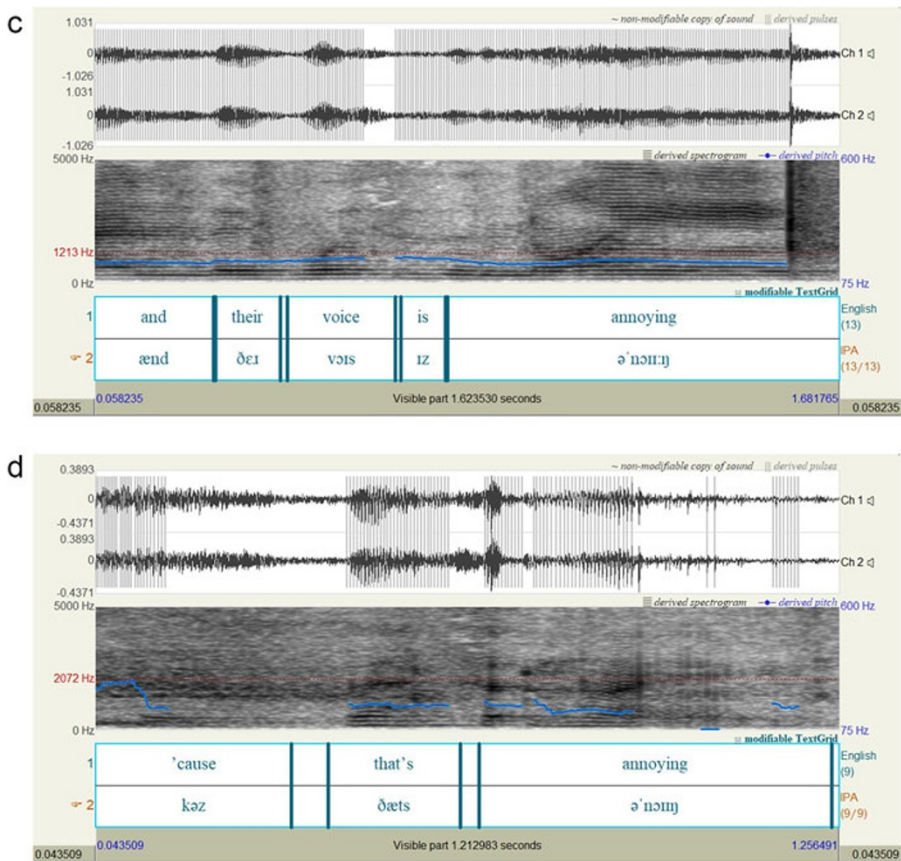 c
~ non-modifiable copy of sound derived pulses
1.031
0
-1.026
Ch 1
1.031
0
-1.026
Ch 2
derived spectrogram derived pitch
5000 Hz 600 Hz
1213 Hz
0 Hz 75 Hz
modifiable TextGrid
1 and their voice is annoying English (13)
2 ænd ðɛɪ vɔɪs ɪz əˈnɔɪɪːŋ IPA (13/13)
0.058235 0.058235 Visible part 1.623530 seconds 1.681765 0.058235
d
~ non-modifiable copy of sound derived pulses
0.3893
0
-0.4371
Ch 1
0.3893
0
-0.4371
Ch 2
derived spectrogram derived pitch
5000 Hz 600 Hz
2072 Hz
0 Hz 75 Hz
modifiable TextGrid
1 ’cause that's annoying English (9)
2 kəz ðæts əˈnɔɪɪŋ IPA (9/9)
0.043509 0.043509 Visible part 1.212983 seconds 1.256491 0.043509